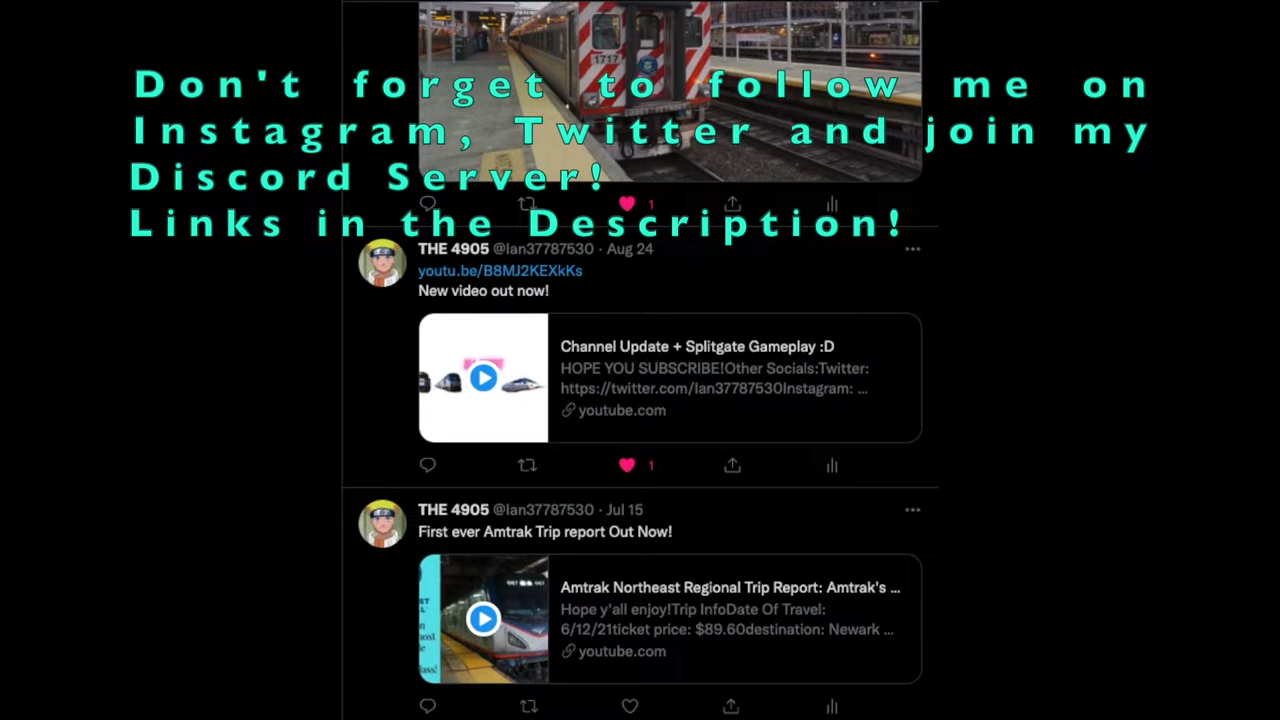 1717
Don't forget to follow me on
Instagram, Twitter and join my
Discord Server!
1
Links in the Description!
THE 4905 @Ian37787530 · Aug 24
youtu.be/B8MJ2KEXkKs
New video out now!
Channel Update + Splitgate Gameplay :D
HOPE YOU SUBSCRIBE!Other Socials:Twitter:
https://twitter.com/Ian37787530Instagram: ...
youtube.com
1
THE 4905 @Ian37787530 · Jul 15
First ever Amtrak Trip report Out Now!
Amtrak Northeast Regional Trip Report: Amtrak's ...
Hope y'all enjoy!Trip InfoDate Of Travel:
6/12/21ticket price: $89.60destination: Newark ...
youtube.com